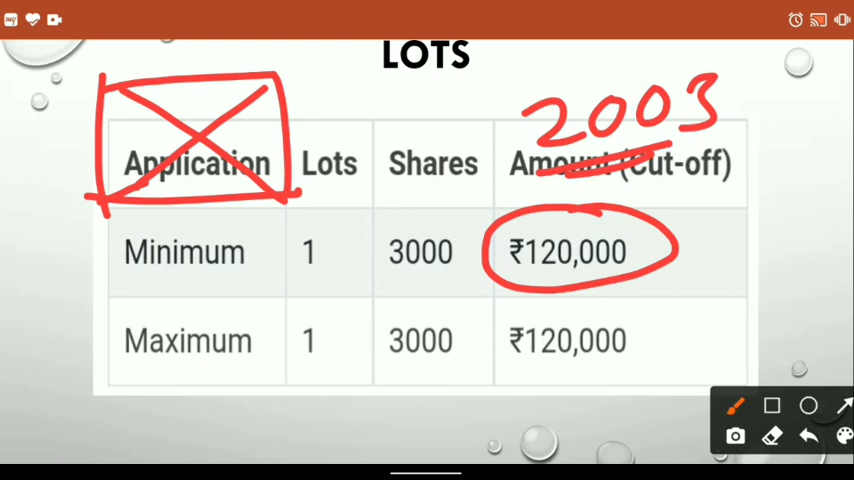 LOTS
2003
Application Lots Shares Amount (Cut-off)
Minimum 1 3000 ₹120,000
Maximum 1 3000 ₹120,000